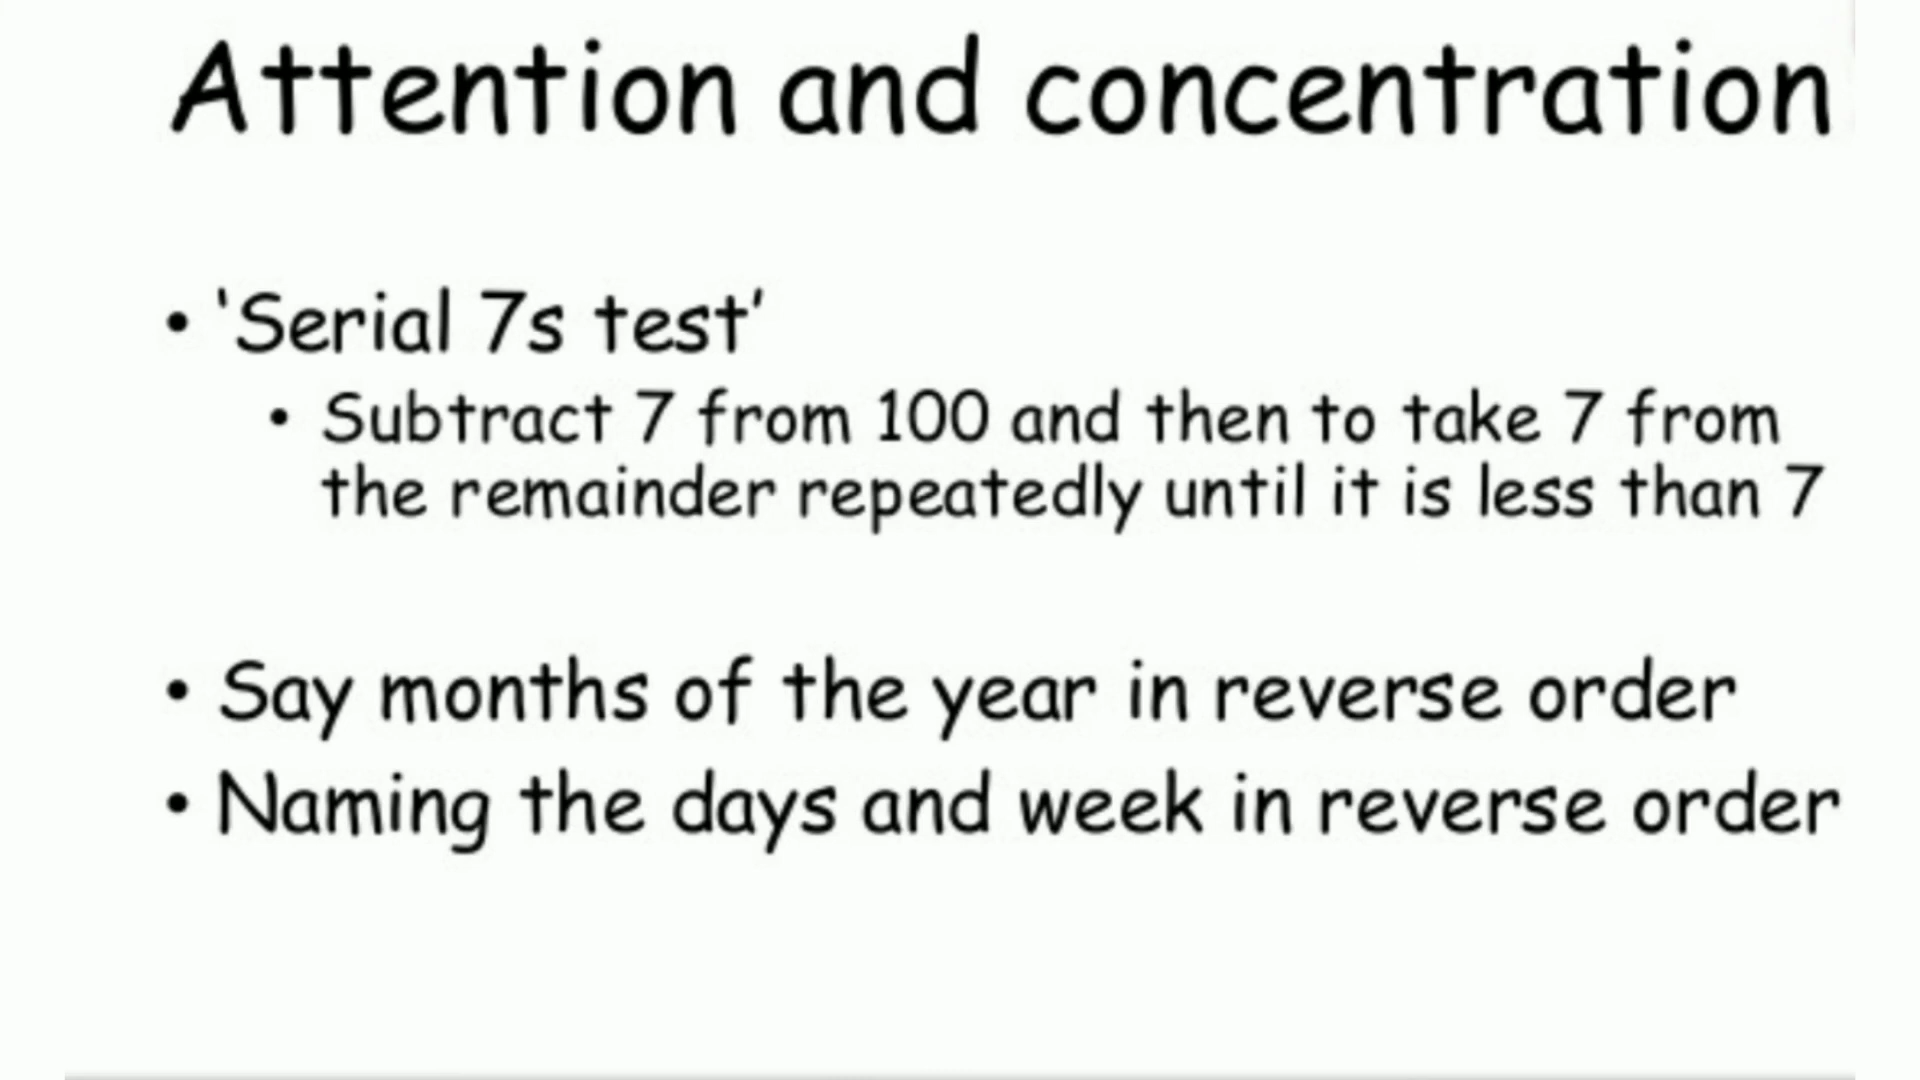 Attention and concentration
• ‘Serial 7s test’
• Subtract 7 from 100 and then to take 7 from
the remainder repeatedly until it is less than 7
• Say months of the year in reverse order
• Naming the days and week in reverse order